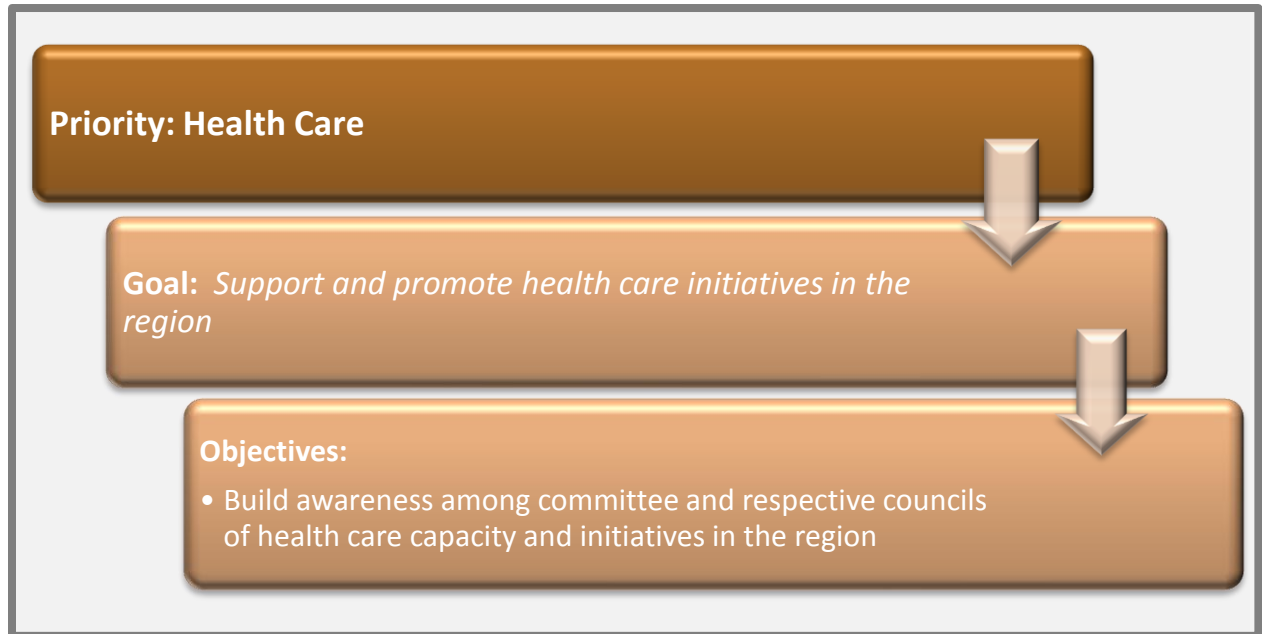 Priority: Health Care
Goal: Support and promote health care initiatives in the
region
Objectives:
• Build awareness among committee and respective councils
of health care capacity and initiatives in the region